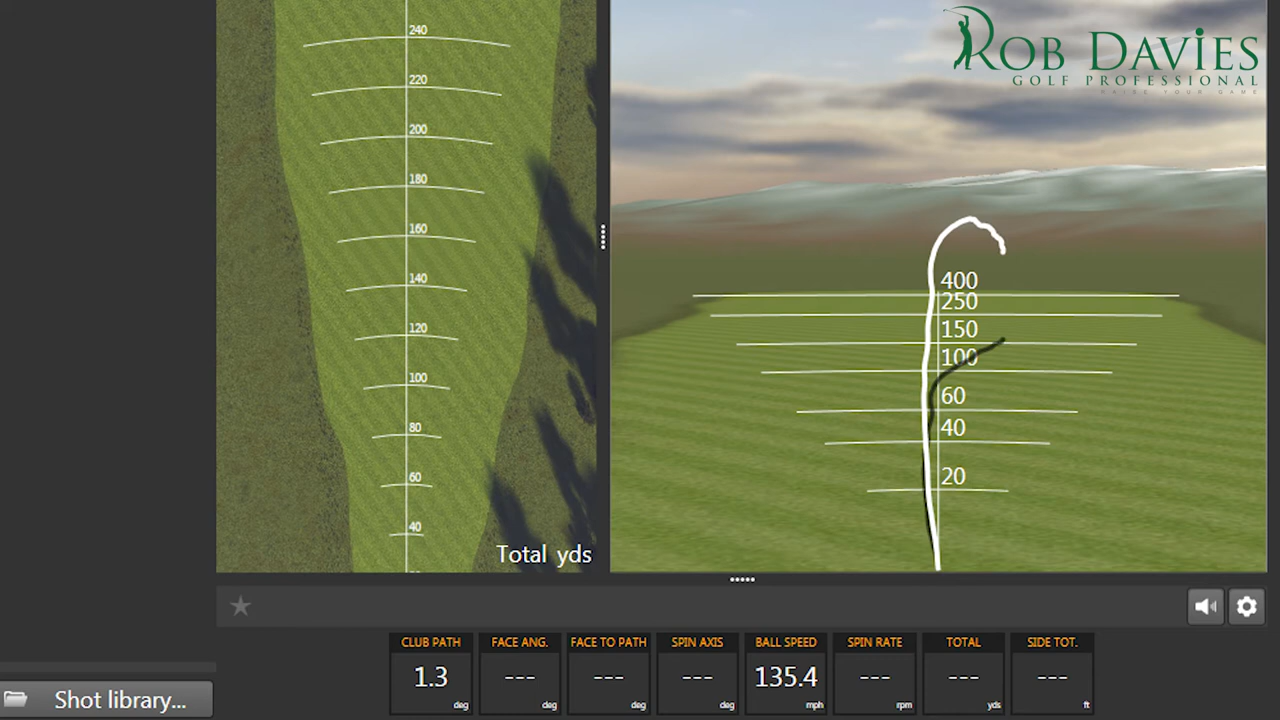 ROB DAVIES
GOLF PROFESSIONAL
240
220
200
180
160
140
120
100
80
60
40
Total yds
400
250
150
100
60
40
20
CLUB PATH
1.3
deg
FACE ANG.
---
deg
FACE TO PATH
---
deg
SPIN AXIS
---
deg
BALL SPEED
135.4
mph
SPIN RATE
---
rpm
TOTAL
---
yds
SIDE TOT.
---
ft
Shot library...